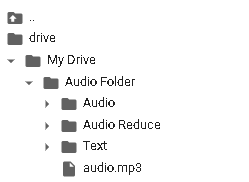 ..
drive
My Drive
Audio Folder
Audio
Audio Reduce
Text
audio.mp3